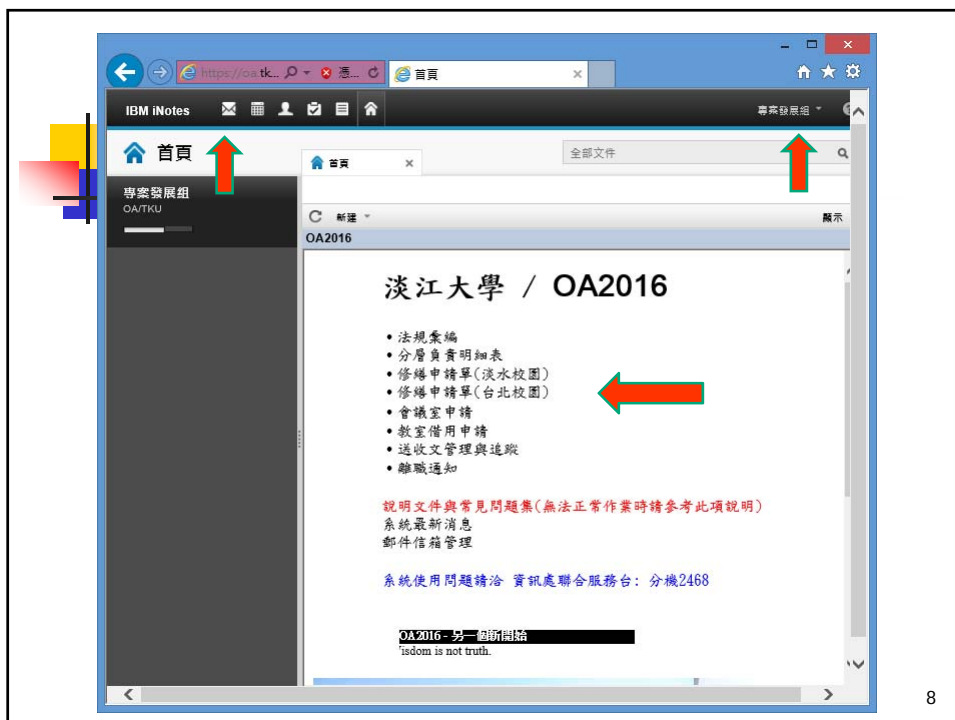 https://oa.tk...
憑...
首頁
IBM iNotes
專案發展組
首頁
首頁
全部文件
專案發展組
OA/TKU
新建
顯示
OA2016
淡江大學 / OA2016
• 法規彙編
• 分層負責明細表
• 修繕申請單(淡水校園)
• 修繕申請單(台北校園)
• 會議室申請
• 教室借用申請
• 送收文管理與追蹤
• 離職通知
說明文件與常見問題集(無法正常作業時請參考此項說明)
系統最新消息
郵件信箱管理
系統使用問題請洽 資訊處聯合服務台: 分機2468
OA2016 - 另一個新開始
isdom is not truth.
8